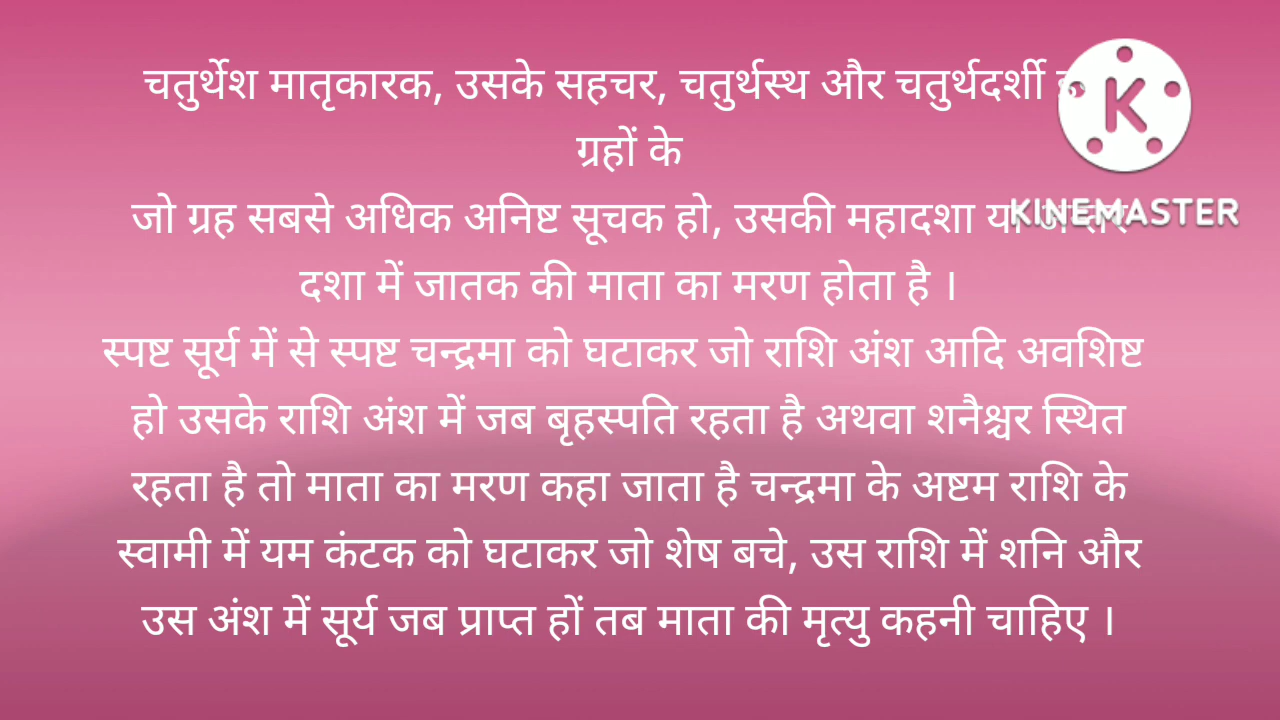 चतुर्थेश मातृकारक, उसके सहचर, चतुर्थस्थ और चतुर्थदर्शी
ग्रहों के
जो ग्रह सबसे अधिक अनिष्ट सूचक हो, उसकी महादशा
दशा में जातक की माता का मरण होता है ।
स्पष्ट सूर्य में से स्पष्ट चन्द्रमा को घटाकर जो राशि अंश आदि अवशिष्ट
हो उसके राशि अंश में जब बृहस्पति रहता है अथवा शनैश्चर स्थित
रहता है तो माता का मरण कहा जाता है चन्द्रमा के अष्टम राशि के
स्वामी में यम कंटक को घटाकर जो शेष बचे, उस राशि में शनि और
उस अंश में सूर्य जब प्राप्त हों तब माता की मृत्यु कहनी चाहिए ।
K
KINEMASTER